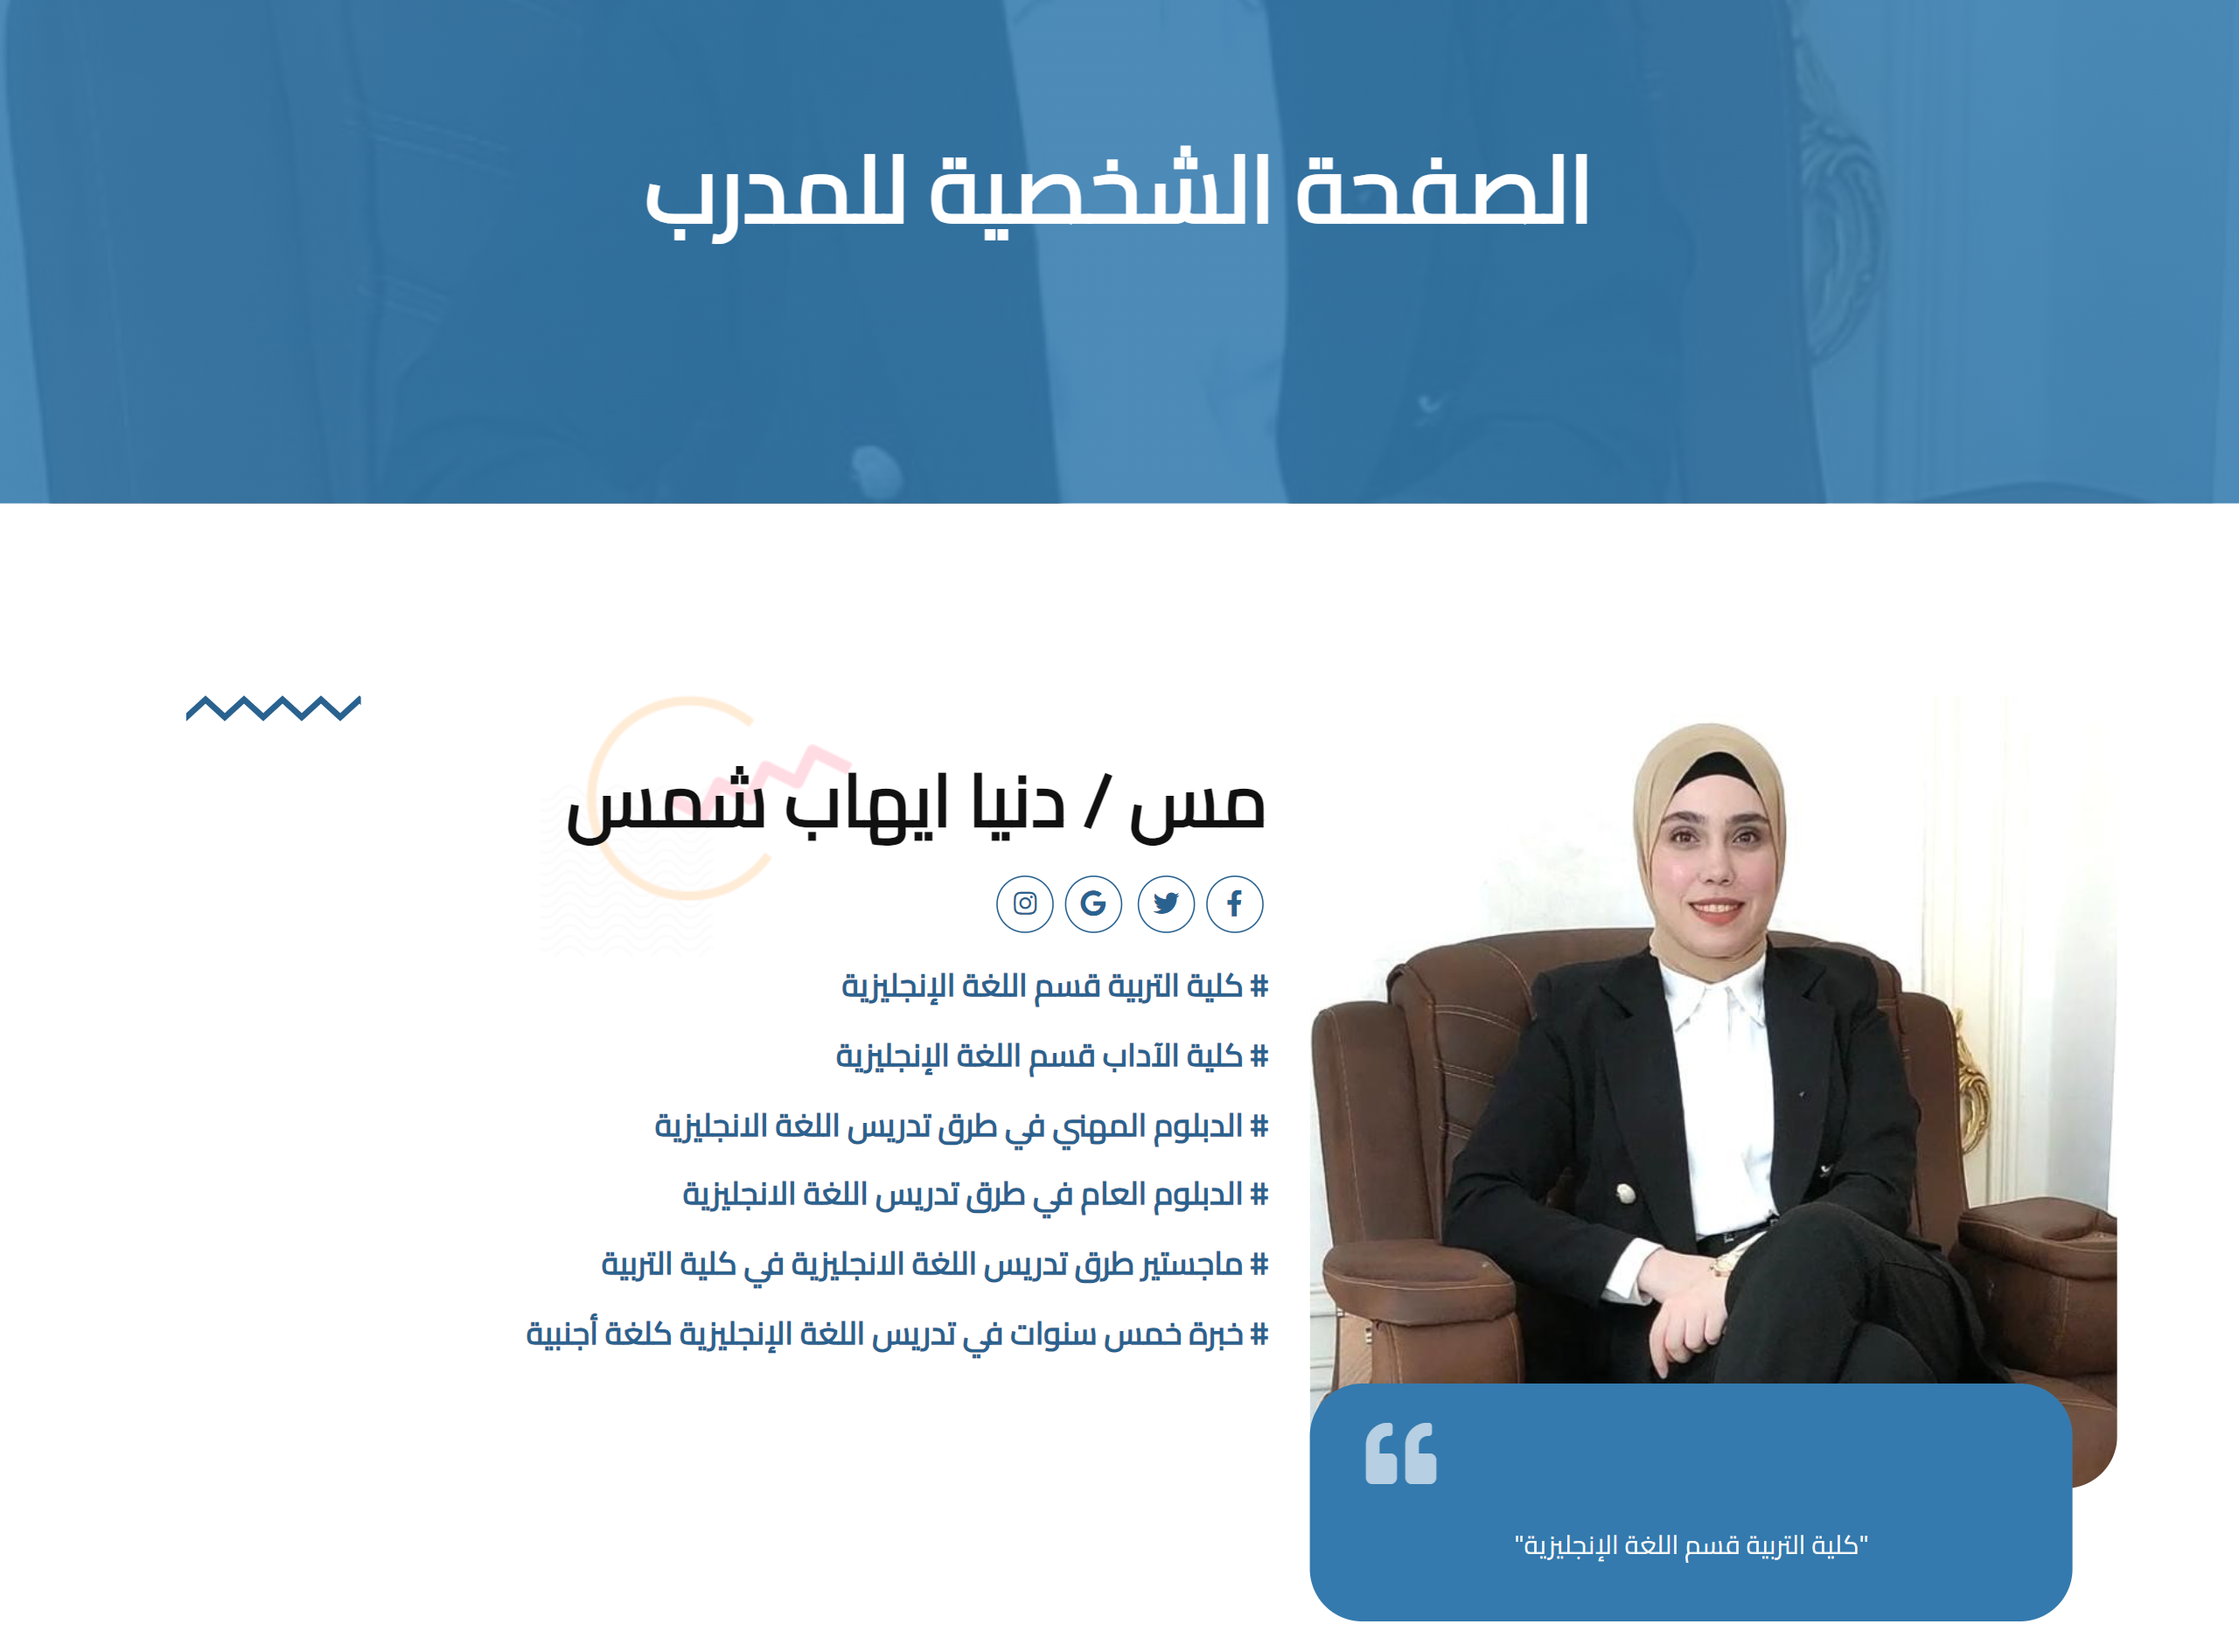 الصفحة الشخصية للمدرب
مس / دنيا ايهاب شمس
# كلية التربية قسم اللغة الإنجليزية
# كلية الآداب قسم اللغة الإنجليزية
# الدبلوم المهني في طرق تدريس اللغة الانجليزية
# الدبلوم العام في طرق تدريس اللغة الانجليزية
# ماجستير طرق تدريس اللغة الانجليزية في كلية التربية
# خبرة خمس سنوات في تدريس اللغة الإنجليزية كلغة أجنبية
"كلية التربية قسم اللغة الإنجليزية"